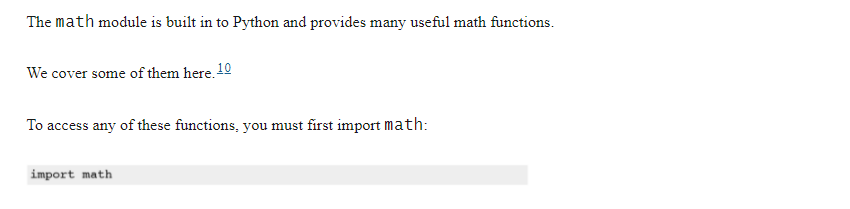 The math module is built in to Python and provides many useful math functions.
We cover some of them here.10
To access any of these functions, you must first import math:
import math